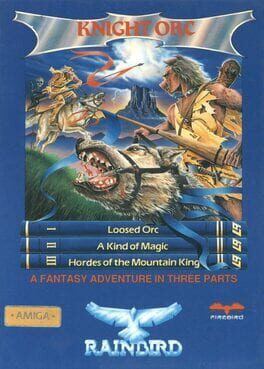 KNIGHT ORC
I Loosed Orc
II A Kind of Magic
III Hordes of the Mountain King
A FANTASY ADVENTURE IN THREE PARTS
AMIGA
FIREBIRD
RAINBIRD